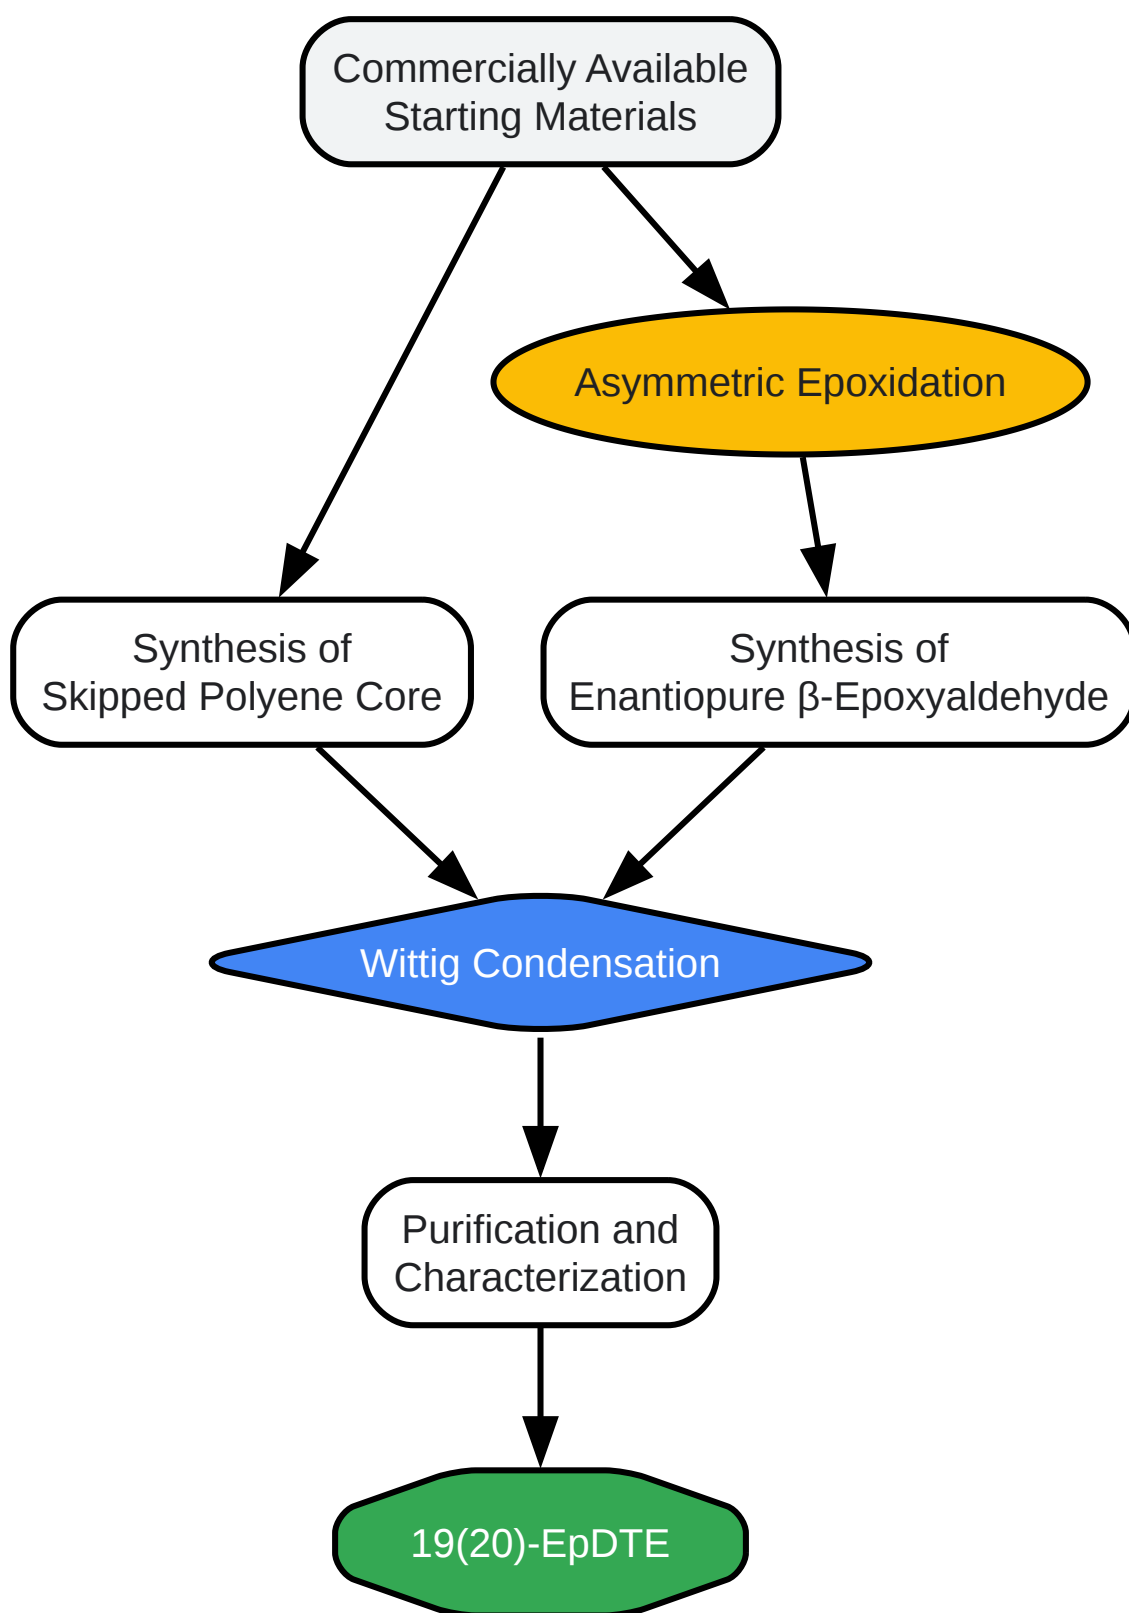 Commercially Available
Starting Materials
Asymmetric Epoxidation
Synthesis of
Skipped Polyene Core
Synthesis of
Enantiopure β-Epoxyaldehyde
Wittig Condensation
Purification and
Characterization
19(20)-EpDTE